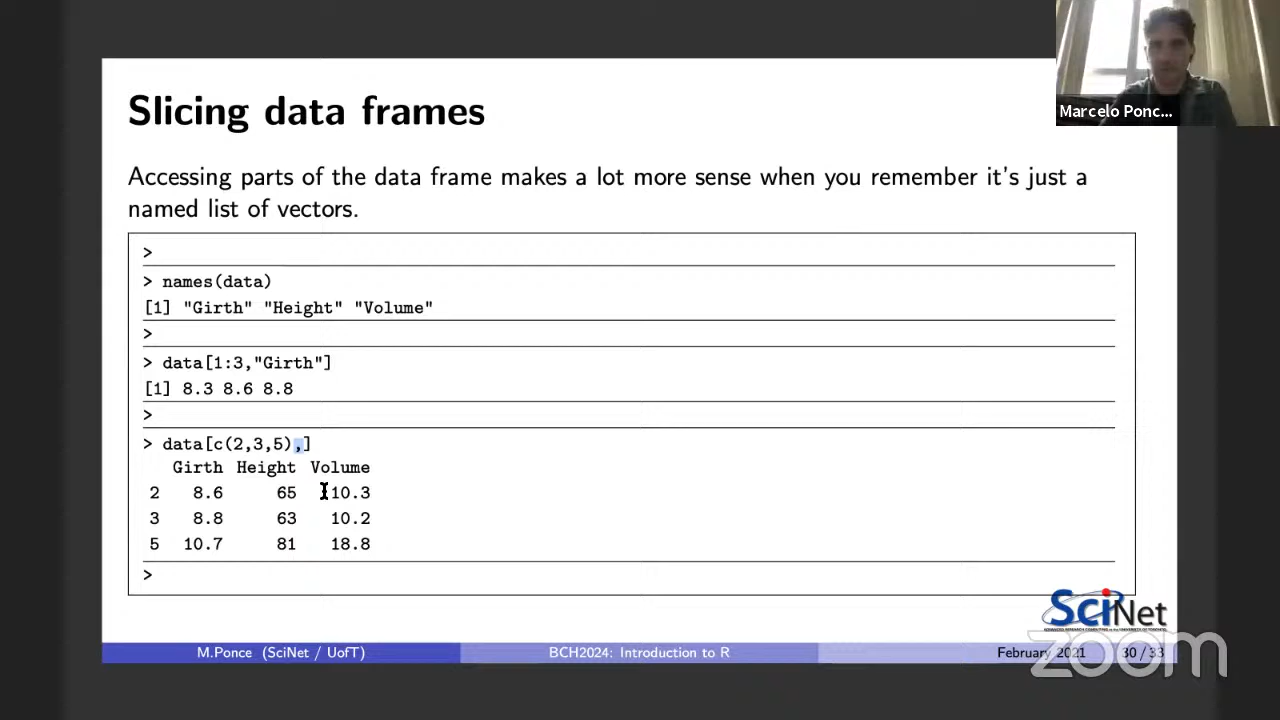 Slicing data frames
Marcelo Ponc...
Accessing parts of the data frame makes a lot more sense when you remember it's just a
named list of vectors.
>
> names(data)
[1] "Girth" "Height" "Volume"
>
> data[1:3,"Girth"]
[1] 8.3 8.6 8.8
>
> data[c(2,3,5),]
Girth Height Volume
2 8.6 65 10.3
3 8.8 63 10.2
5 10.7 81 18.8
>
SciNet
M.Ponce (SciNet / UofT) BCH2024: Introduction to R February 2021 30 / 33
zoom